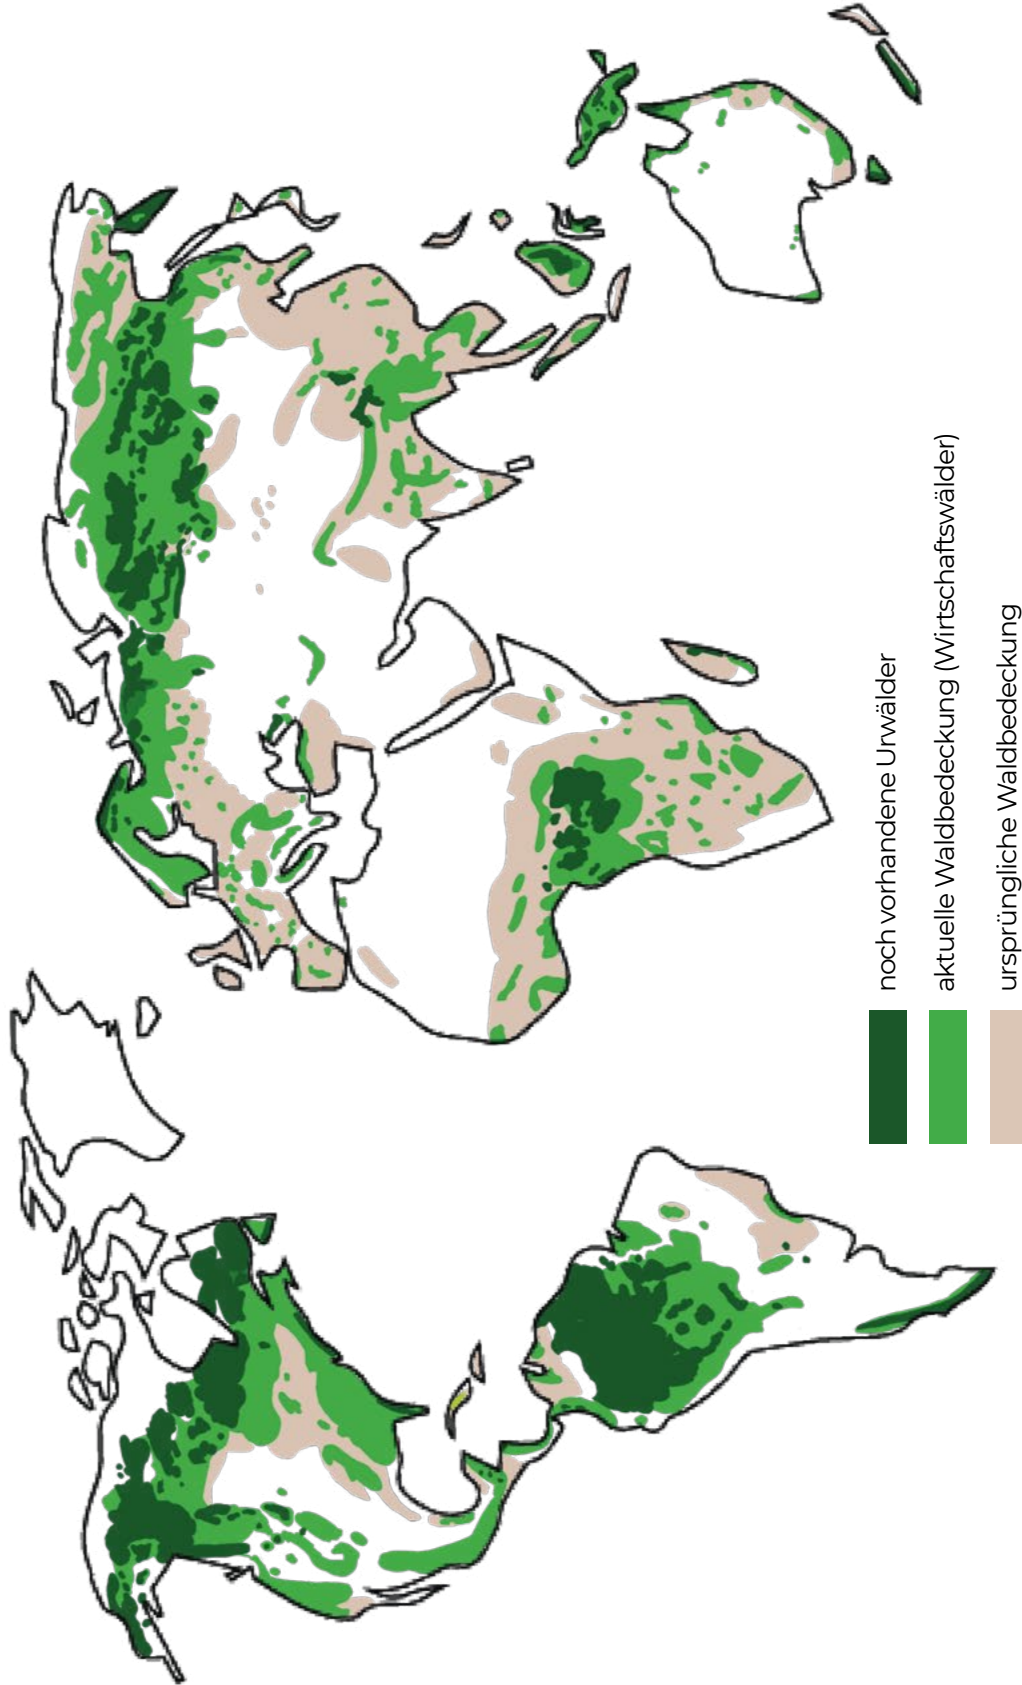 noch vorhandene Urwälder
aktuelle Waldbedeckung (Wirtschaftswälder)
ursprüngliche Waldbedeckung